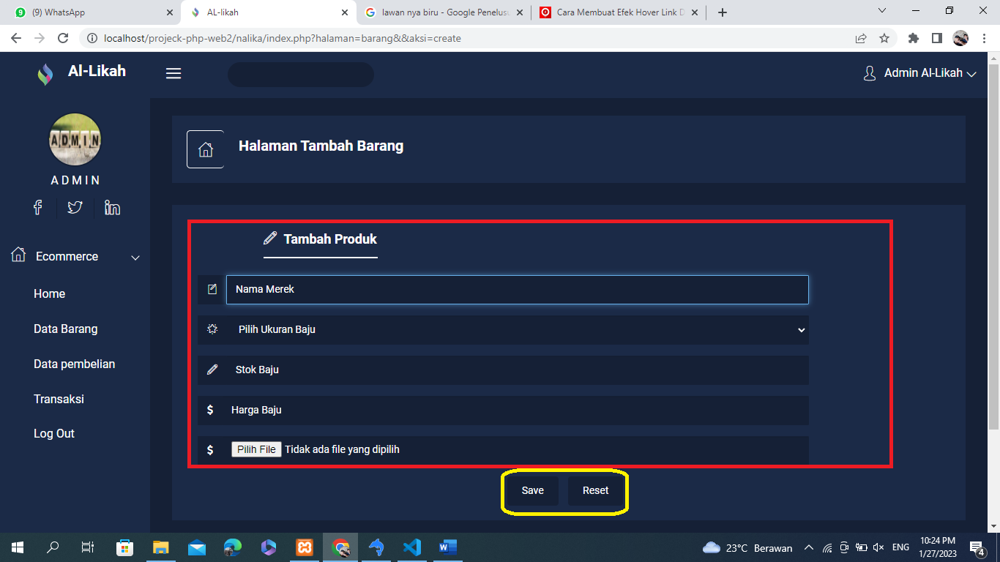 (9) WhatsApp
AL-likah
lawan nya biru - Google Penelusu
Cara Membuat Efek Hover Link D
localhost/projeck-php-web2/nalika/index.php?halaman=barang&&aksi=create
Al-Likah
Admin Al-Likah
ADMIN
ADMIN
Halaman Tambah Barang
Ecommerce
Home
Data Barang
Data pembelian
Transaksi
Log Out
Tambah Produk
Nama Merek
Pilih Ukuran Baju
Stok Baju
$ Harga Baju
$ Pilih File Tidak ada file yang dipilih
Save Reset
23°C Berawan
ENG
10:24 PM
1/27/2023
4